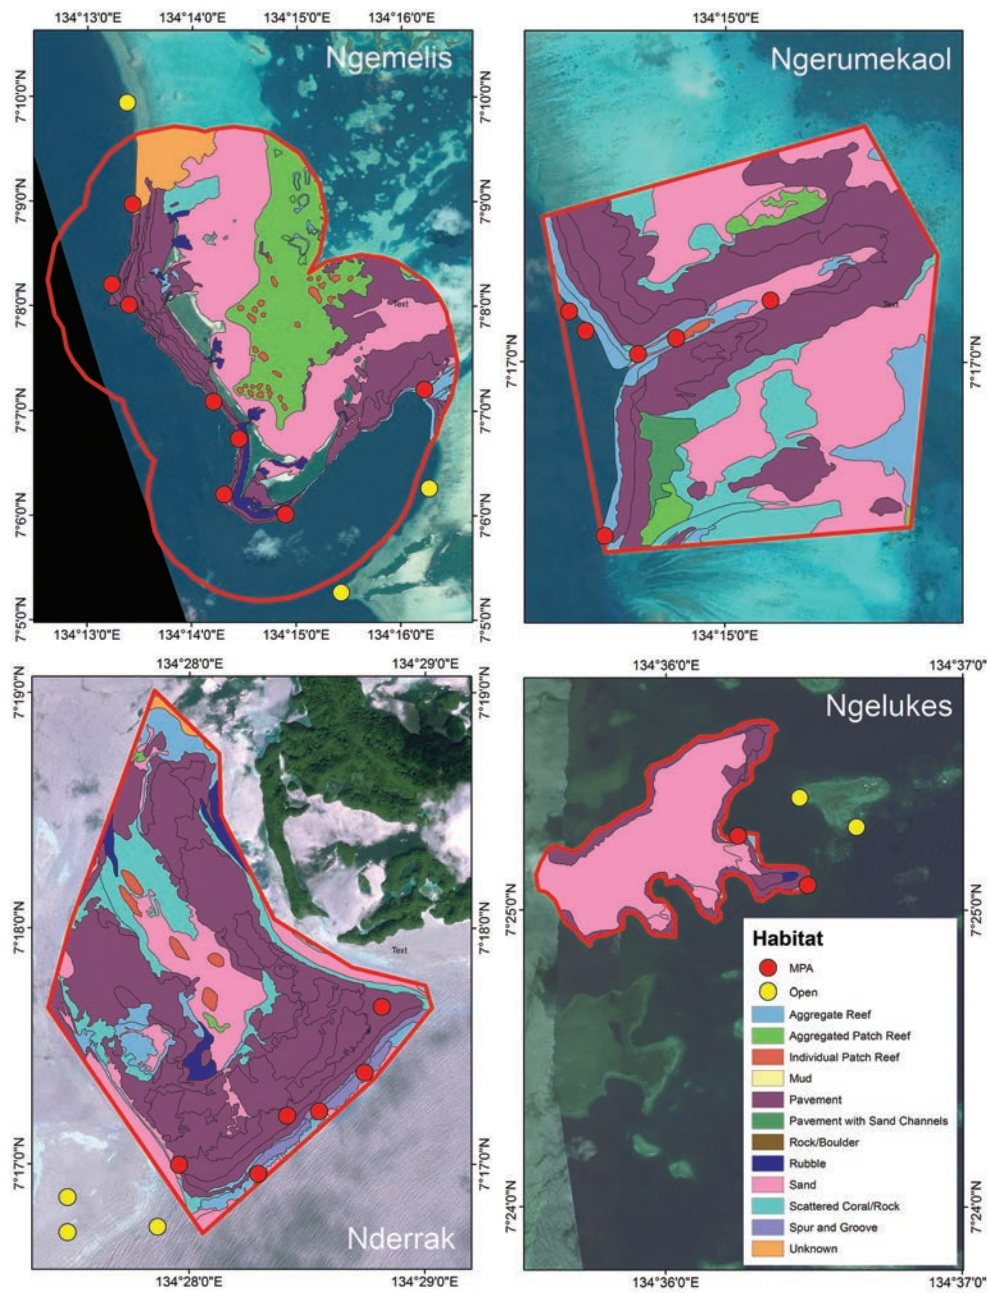 134°13'0"E 134°14'0"E 134°15'0"E 134°16'0"E
134°15'0"E
Ngemelis
Ngerumekaol
7°10'0"N
7°10'0"N
7°9'0"N
7°9'0"N
7°8'0"N
Text
7°8'0"N
Text
7°17'0"N
7°17'0"N
7°7'0"N
7°7'0"N
7°6'0"N
7°6'0"N
7°5'0"N
7°5'0"N
134°13'0"E 134°14'0"E 134°15'0"E 134°16'0"E
134°15'0"E
134°28'0"E 134°29'0"E
134°36'0"E 134°37'0"E
7°19'0"N
7°19'0"N
Ngelukes
7°18'0"N
Text
7°18'0"N
7°25'0"N
7°25'0"N
Habitat
MPA
Open
Aggregate Reef
Aggregated Patch Reef
Individual Patch Reef
Mud
Pavement
Pavement with Sand Channels
Rock/Boulder
Rubble
Sand
Scattered Coral/Rock
Spur and Groove
Unknown
7°17'0"N
7°17'0"N
7°24'0"N
7°24'0"N
Nderrak
134°28'0"E 134°29'0"E
134°36'0"E 134°37'0"E